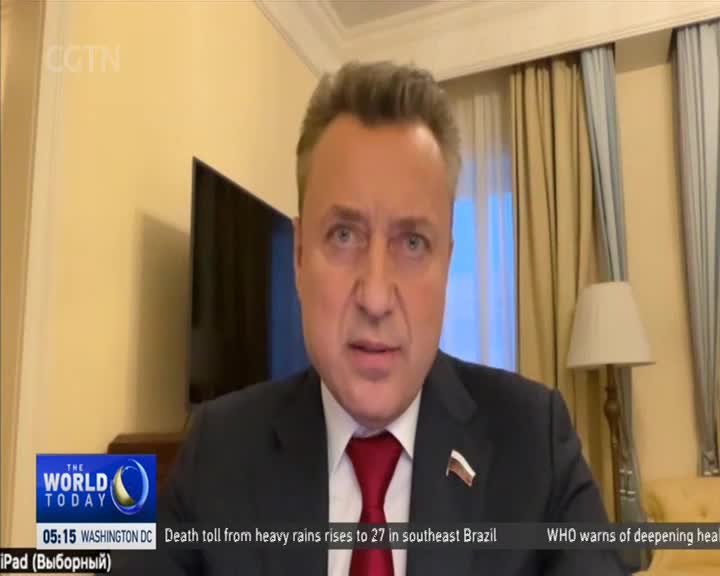 CGTN
THE
WORLD
TODAY
05:15 WASHINGTON DC
Death toll from heavy rains rises to 27 in southeast Brazil
WHO warns of deepening hea
iPad (Выборный)